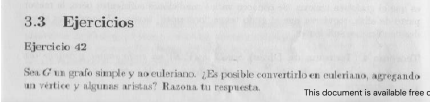 3.3 Ejercicios
Ejercicio 42
Sea G un grafo simple y no euleriano. ¿Es posible convertirlo en euleriano, agregando
un vértice y algunas aristas? Razona tu respuesta.
This document is available free o